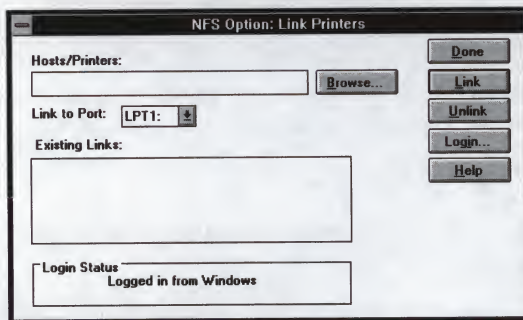 NFS Option: Link Printers
Hosts/Printers:
Browse...
Link to Port: LPT1:
Existing Links:
Login Status
Logged in from Windows
Done
Link
Unlink
Login...
Help